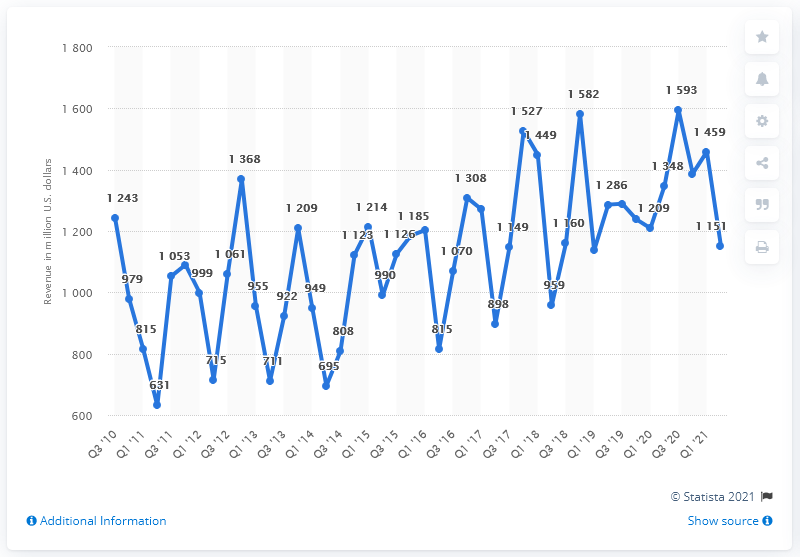 1 800
1 600
1 400
1 200
1 000
800
600
Revenue in million U.S. dollars
1 243
979
815
631
1 053
999
715
1 061
1 368
955
711
922
1 209
949
695
808
1 123
1 214
990
1 126
1 185
815
1 070
1 308
898
1 149
1 527
1 449
959
1 160
1 582
1 286
1 209
1 348
1 593
1 459
1 151
Q3 '10
Q1 '11
Q3 '11
Q1 '12
Q3 '12
Q1 '13
Q3 '13
Q1 '14
Q3 '14
Q1 '15
Q3 '15
Q1 '16
Q3 '16
Q1 '17
Q3 '17
Q1 '18
Q3 '18
Q1 '19
Q3 '19
Q1 '20
Q3 '20
Q1 '21
© Statista 2021
Additional Information
Show source